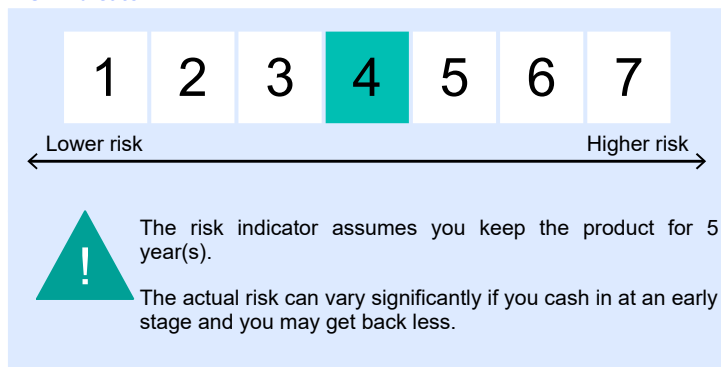 1 2 3 4 5 6 7
Lower risk Higher risk
!
The risk indicator assumes you keep the product for 5
year(s).
The actual risk can vary significantly if you cash in at an early
stage and you may get back less.